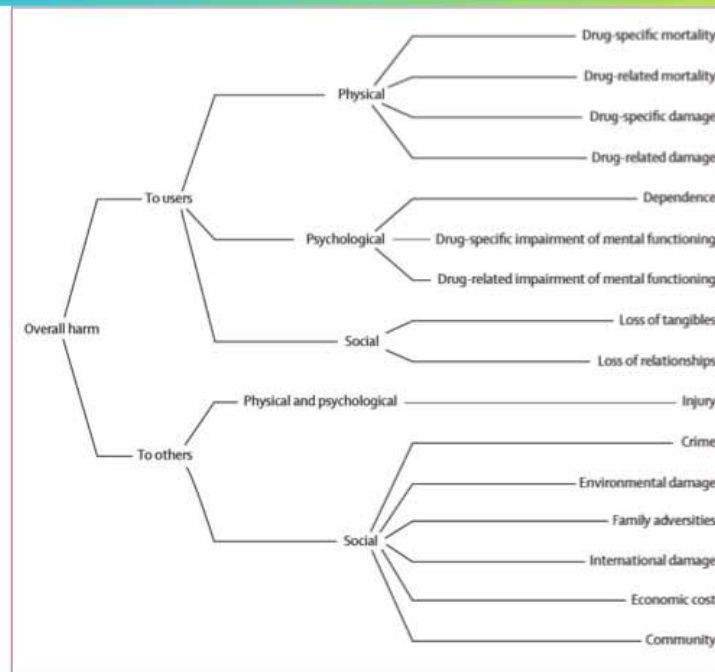 Overall harm
To users
Physical
Drug-specific mortality
Drug-related mortality
Drug-specific damage
Drug-related damage
Psychological
Dependence
Drug-specific impairment of mental functioning
Drug-related impairment of mental functioning
Social
Loss of tangibles
Loss of relationships
To others
Physical and psychological
Injury
Social
Crime
Environmental damage
Family adversities
International damage
Economic cost
Community